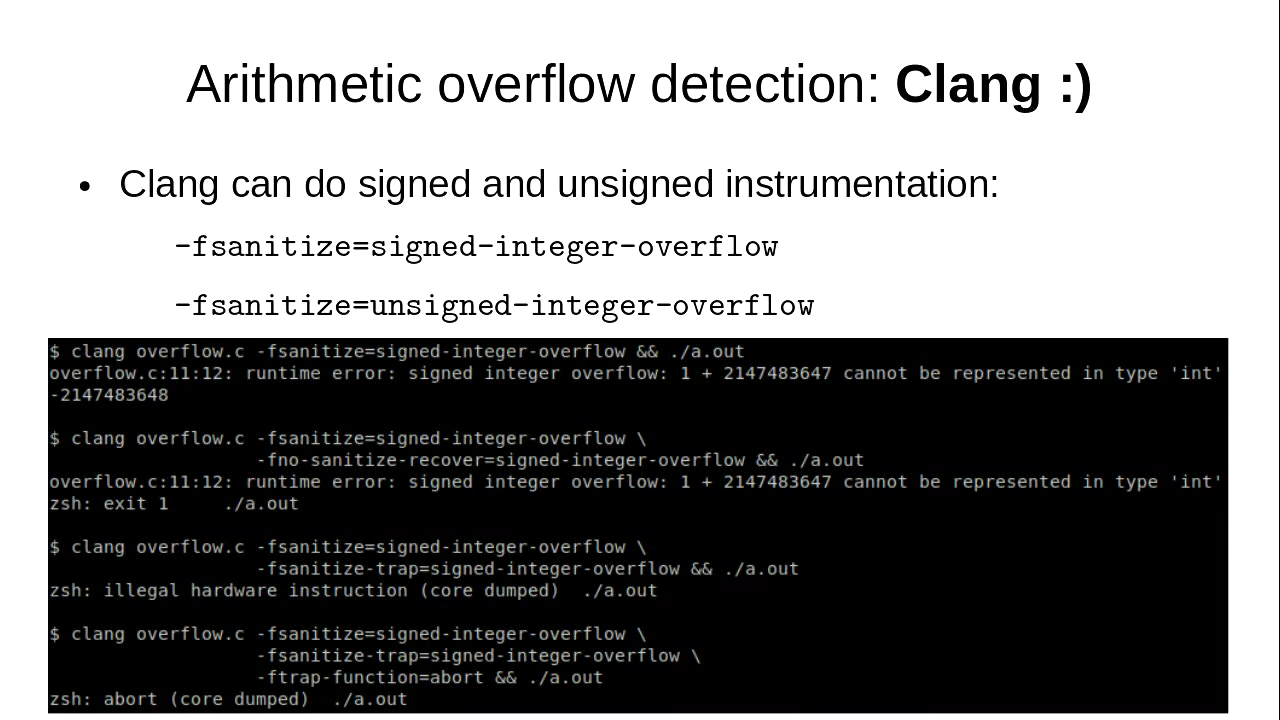 Arithmetic overflow detection: Clang :)
• Clang can do signed and unsigned instrumentation:
-fsanitize=signed-integer-overflow
-fsanitize=unsigned-integer-overflow
$ clang overflow.c -fsanitize=signed-integer-overflow && ./a.out
overflow.c:11:12: runtime error: signed integer overflow: 1 + 2147483647 cannot be represented in type 'int'
-2147483648
$ clang overflow.c -fsanitize=signed-integer-overflow \
-fno-sanitize-recover=signed-integer-overflow && ./a.out
overflow.c:11:12: runtime error: signed integer overflow: 1 + 2147483647 cannot be represented in type 'int'
zsh: exit 1     ./a.out
$ clang overflow.c -fsanitize=signed-integer-overflow \
-fsanitize-trap=signed-integer-overflow && ./a.out
zsh: illegal hardware instruction (core dumped)  ./a.out
$ clang overflow.c -fsanitize=signed-integer-overflow \
-fsanitize-trap=signed-integer-overflow \
-ftrap-function=abort && ./a.out
zsh: abort (core dumped)  ./a.out